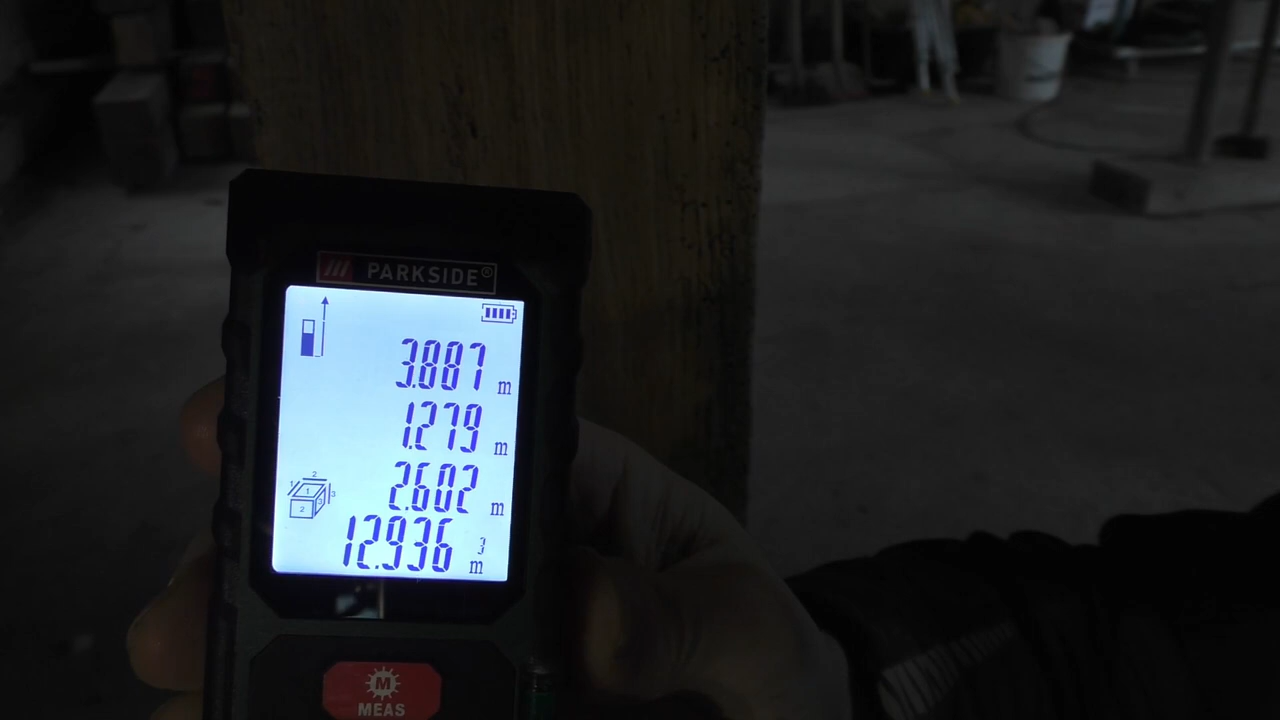 PARKSIDE®
3.887 m
1.279 m
2.602 m
12.936 m³
M
MEAS